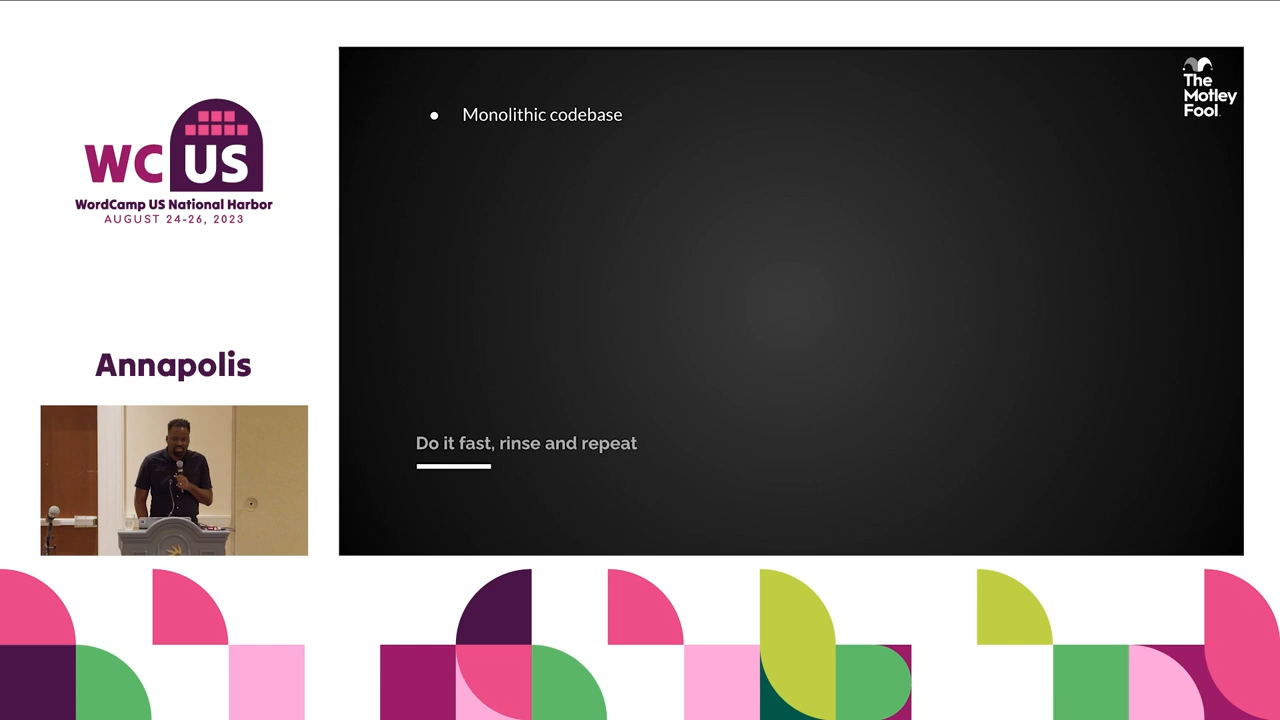 WC US
WordCamp US National Harbor
AUGUST 24-26, 2023
Annapolis
The
Motley
Fool.
● Monolithic codebase
Do it fast, rinse and repeat